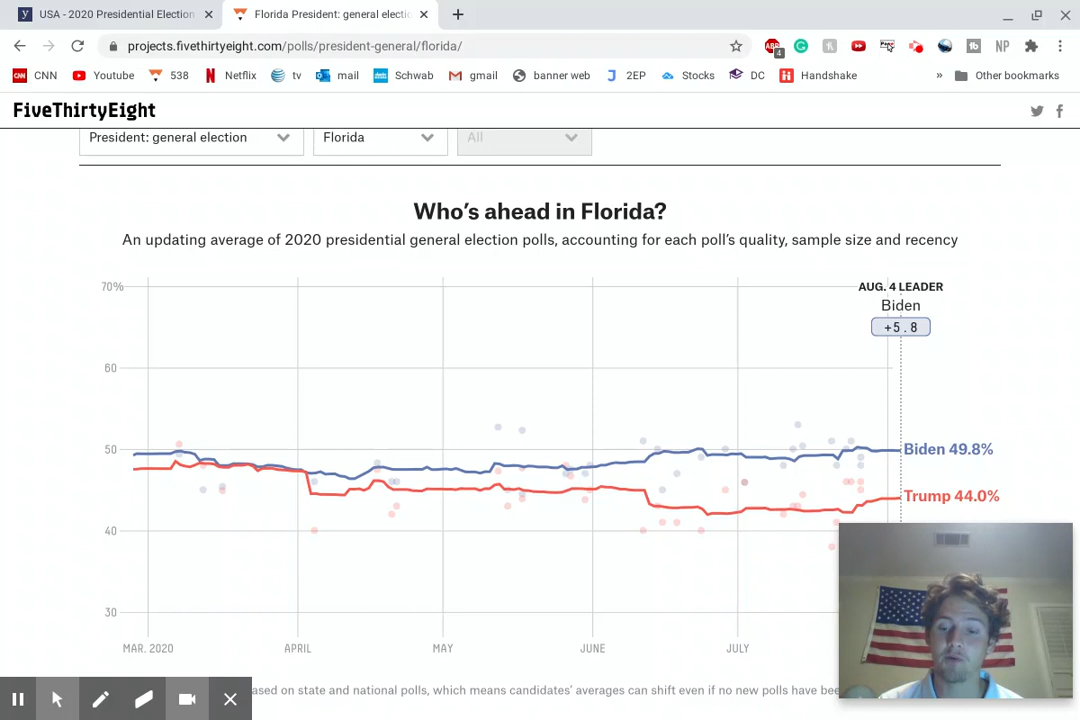 USA - 2020 Presidential Election
Florida President: general electi
projects.fivethirtyeight.com/polls/president-general/florida/
ABP 4 NP
CNN Youtube 538 Netflix tv mail Schwab gmail banner web 2EP Stocks DC Handshake » Other bookmarks
FiveThirtyEight
President: general election Florida All
Who's ahead in Florida?
An updating average of 2020 presidential general election polls, accounting for each poll's quality, sample size and recency
70%
AUG. 4 LEADER
Biden
+5.8
60
50
Biden 49.8%
Trump 44.0%
40
30
MAR. 2020 APRIL MAY JUNE JULY
ased on state and national polls, which means candidates' averages can shift even if no new polls have bee